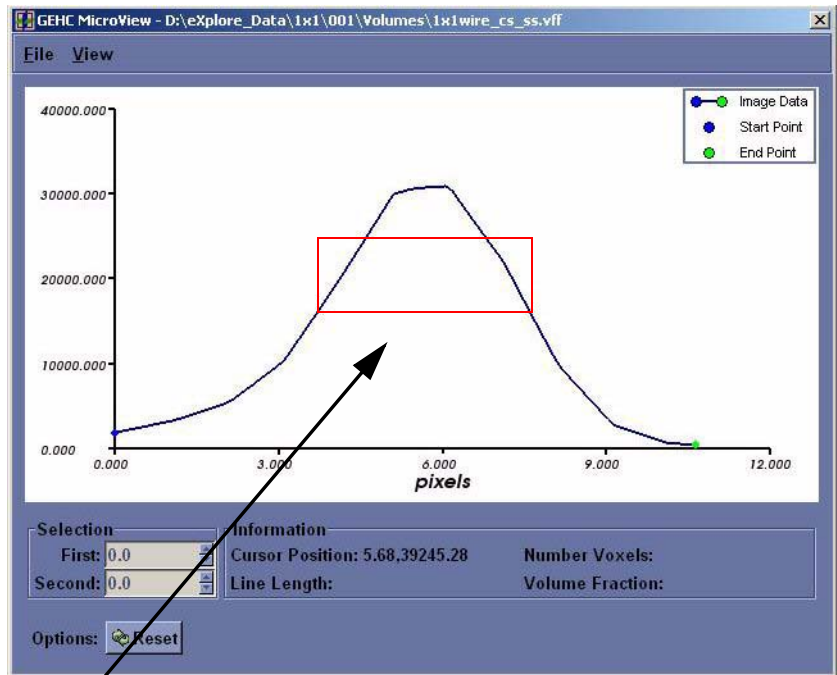 GEHC MicroView - D:\eXplore_Data\1x1\001\Volumes\1x1wire_cs_ss.vff
File View
40000.000
30000.000
20000.000
10000.000
0.000
0.000 3.000 6.000 9.000 12.000
pixels
Image Data
Start Point
End Point
Selection
First: 0.0
Second: 0.0
Information
Cursor Position: 5.68,39245.28 Number Voxels:
Line Length: Volume Fraction:
Options: Reset